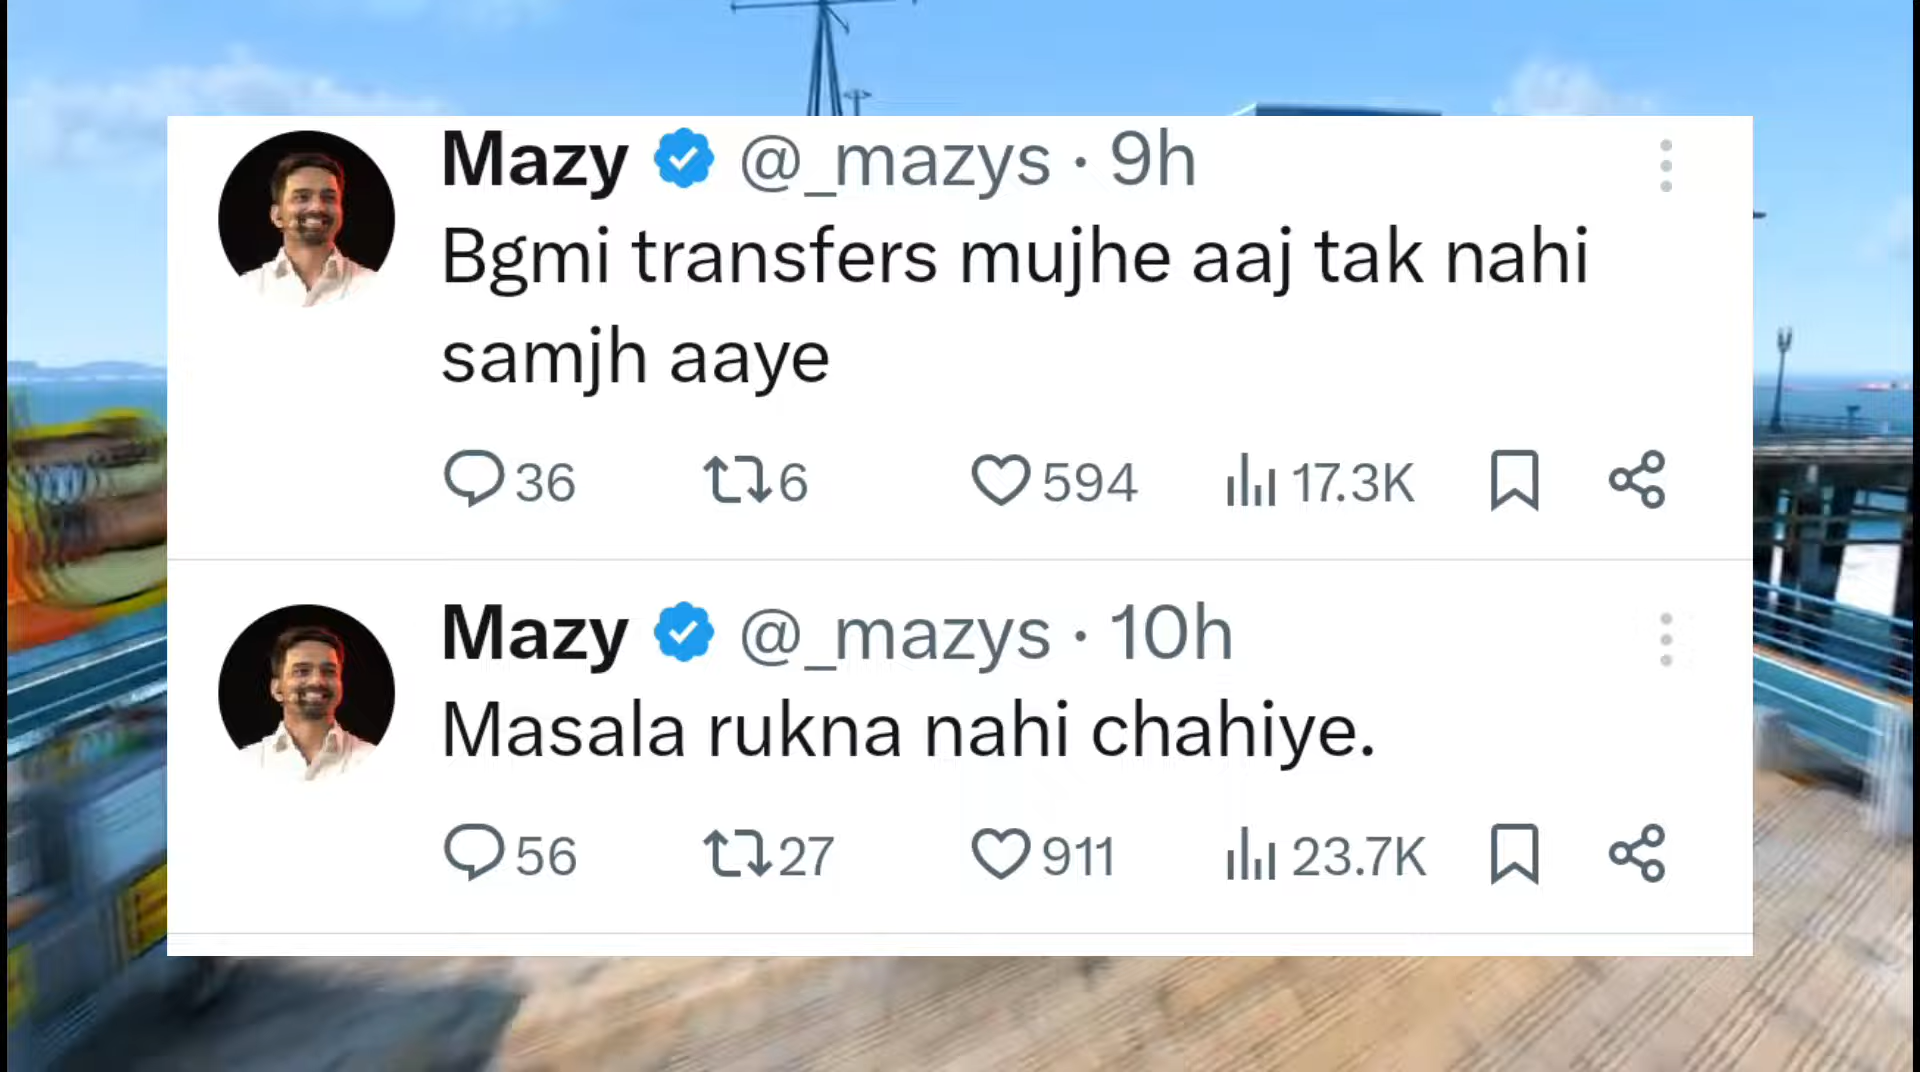 Mazy @_mazys · 9h
Bgmi transfers mujhe aaj tak nahi
samjh aaye
36 6 594 17.3K
Mazy @_mazys · 10h
Masala rukna nahi chahiye.
56 27 911 23.7K